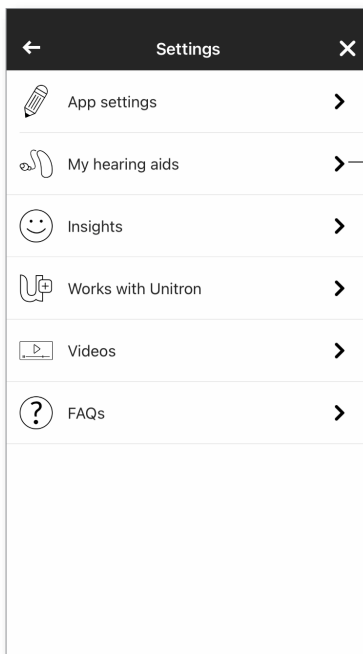 Settings
App settings
My hearing aids
Insights
Works with Unitron
Videos
FAQs